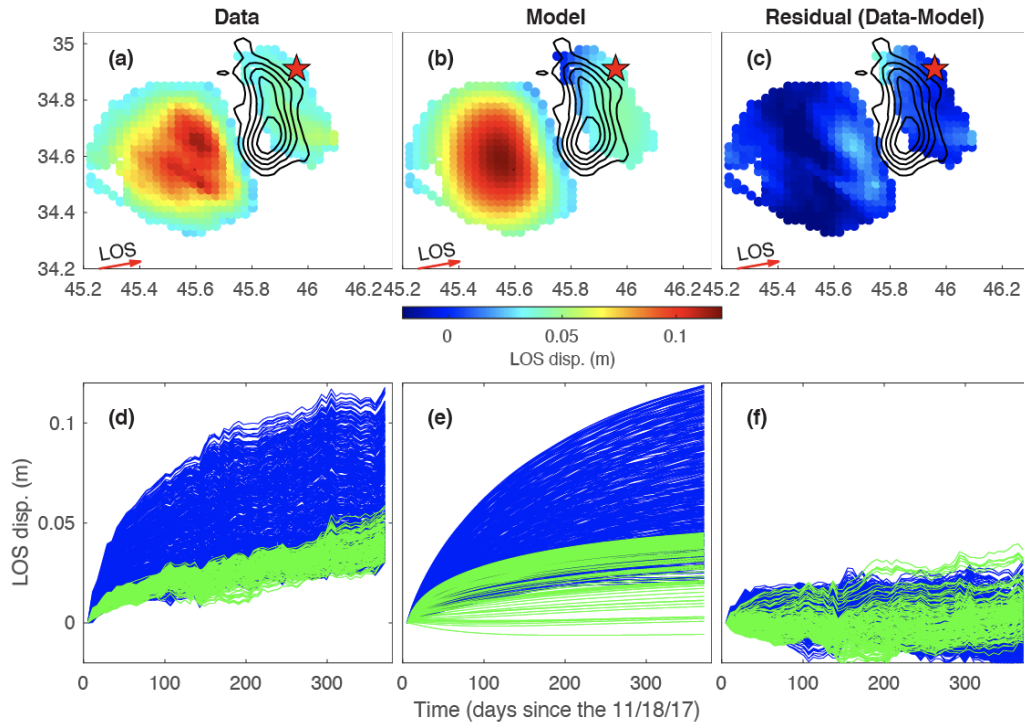 Data Model Residual (Data-Model)
35 (a) (b) (c)
34.8
34.6
34.4
34.2 LOS LOS LOS
45.2 45.4 45.6 45.8 46 46.2 45.2 45.4 45.6 45.8 46 46.2 45.2 45.4 45.6 45.8 46 46.2
0 0.05 0.1
LOS disp. (m)
(d) (e) (f)
0.1
0.05
0
LOS disp. (m)
0 100 200 300 0 100 200 300 0 100 200 300
Time (days since the 11/18/17)